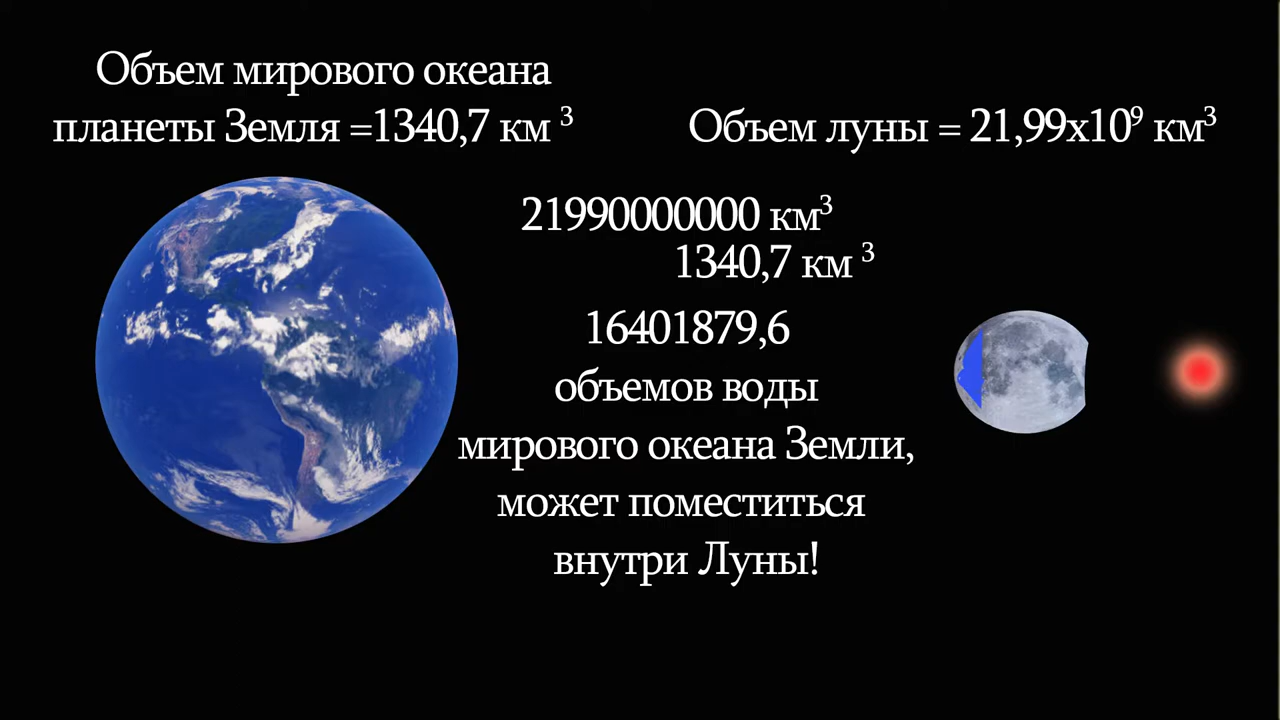 Объем мирового океана
планеты Земля =1340,7 км ³
Объем луны = 21,99х10⁹ км³
21990000000 км³
1340,7 км ³
16401879,6
объемов воды
мирового океана Земли,
может поместиться
внутри Луны!